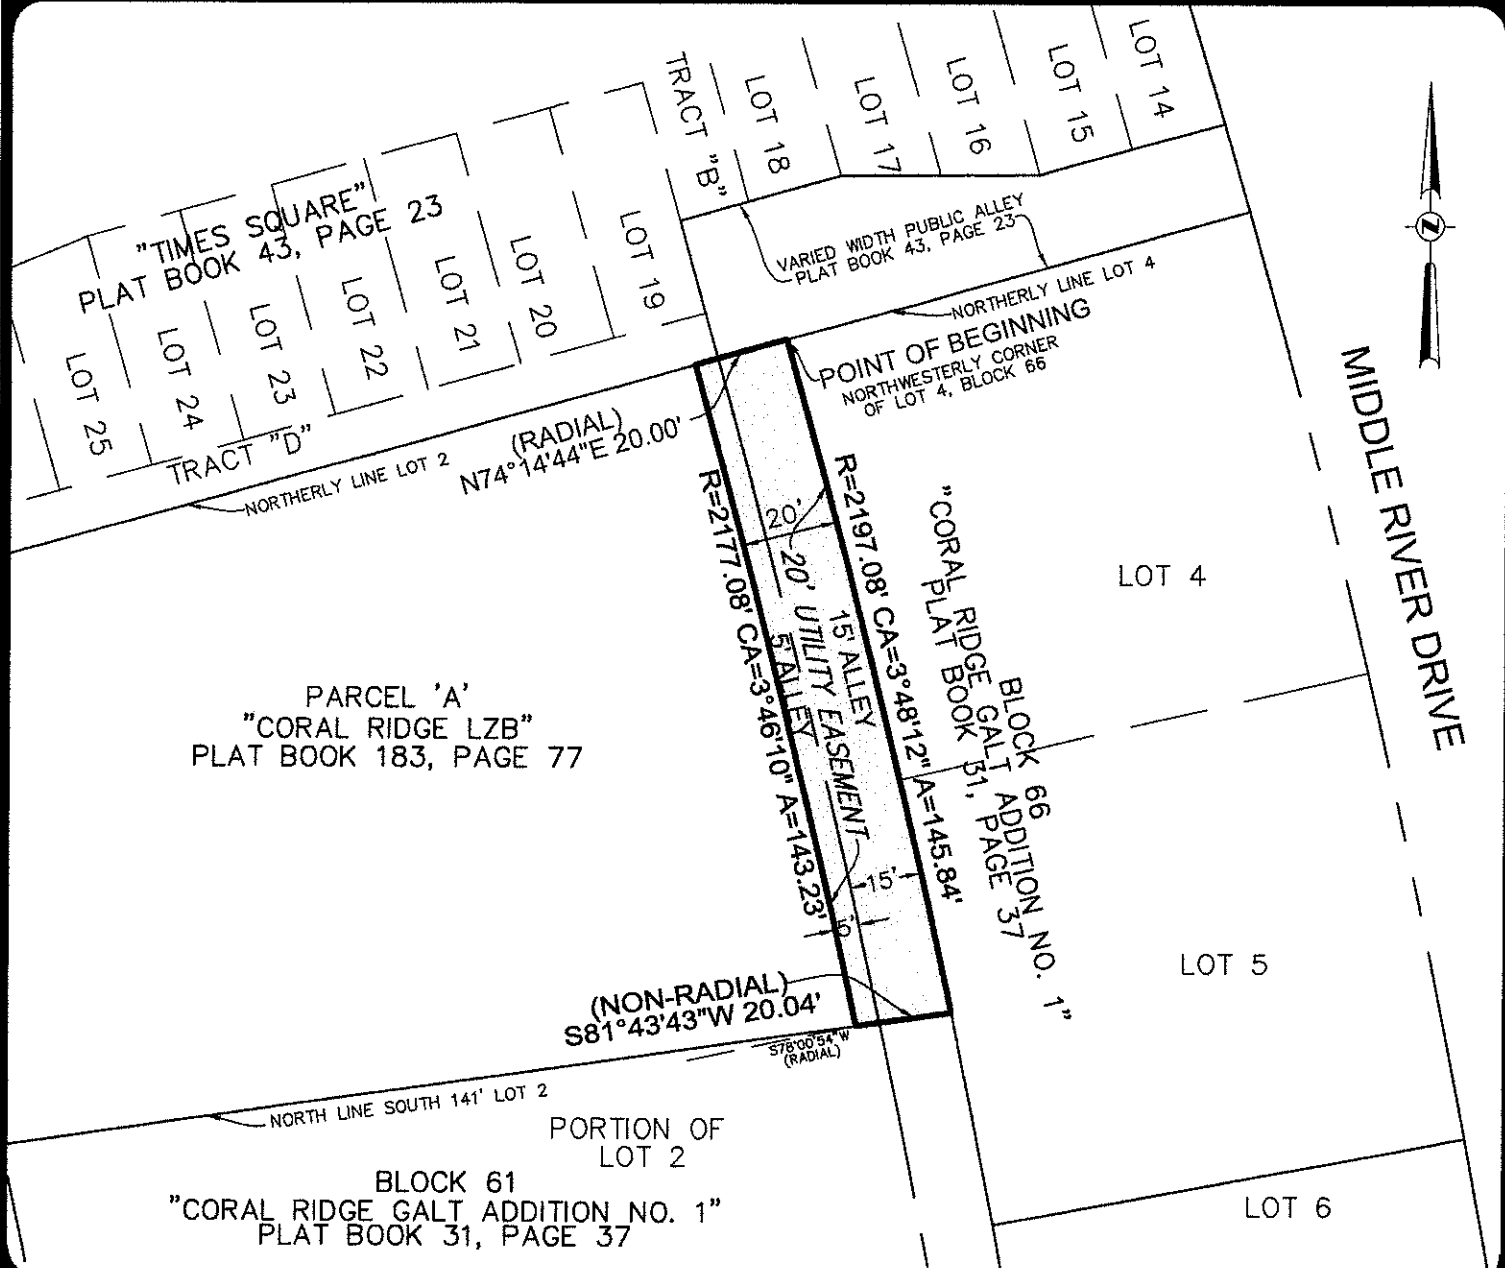 TRACT "B"
LOT 18
LOT 17
LOT 16
LOT 15
LOT 14
"TIMES SQUARE"
PLAT BOOK 43, PAGE 23
LOT 25
LOT 24
LOT 23
LOT 22
LOT 21
LOT 20
LOT 19
TRACT "D"
VARIED WIDTH PUBLIC ALLEY
PLAT BOOK 43, PAGE 23
NORTHERLY LINE LOT 4
POINT OF BEGINNING
NORTHWESTERLY CORNER
OF LOT 4, BLOCK 66
N
NORTHERLY LINE LOT 2
(RADIAL)
N74°14'44"E 20.00'
R=2177.08' CA=3°46'10" A=143.23'
20'
20' UTILITY EASEMENT
5' ALLEY
15' ALLEY
R=2197.08' CA=3°48'12" A=145.84'
15'
5'
BLOCK 66
"CORAL RIDGE GALT ADDITION NO. 1"
PLAT BOOK 31, PAGE 37
LOT 4
MIDDLE RIVER DRIVE
LOT 5
LOT 6
PARCEL 'A'
"CORAL RIDGE LZB"
PLAT BOOK 183, PAGE 77
(NON-RADIAL)
S81°43'43"W 20.04'
S78°00'54"W
(RADIAL)
NORTH LINE SOUTH 141' LOT 2
PORTION OF
LOT 2
BLOCK 61
"CORAL RIDGE GALT ADDITION NO. 1"
PLAT BOOK 31, PAGE 37